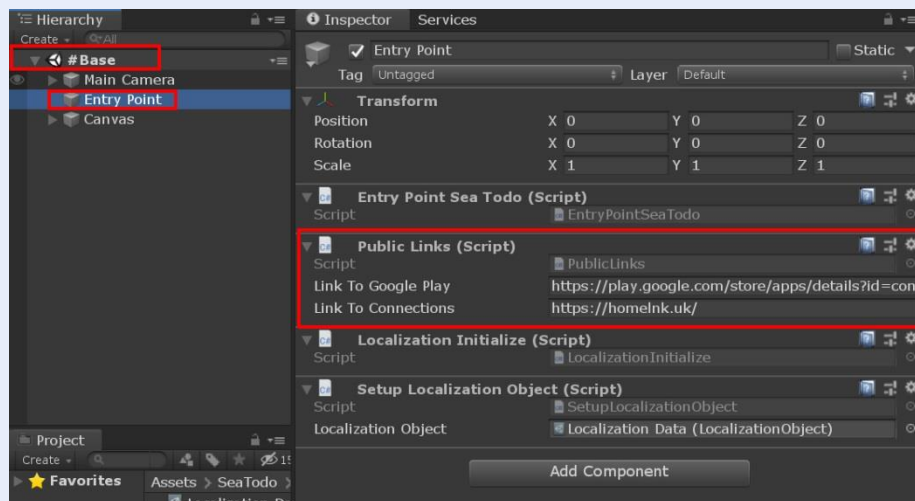 Hierarchy
Create
All
#Base
Main Camera
Entry Point
Canvas
Project
Create
15
Favorites
Assets > SeaTodo >
Inspector Services
Entry Point Static
Tag Untagged Layer Default
Transform
Position X 0 Y 0 Z 0
Rotation X 0 Y 0 Z 0
Scale X 1 Y 1 Z 1
Entry Point Sea Todo (Script)
Script EntryPointSeaTodo
Public Links (Script)
Script PublicLinks
Link To Google Play https://play.google.com/store/apps/details?id=con
Link To Connections https://homelnk.uk/
Localization Initialize (Script)
Script LocalizationInitialize
Setup Localization Object (Script)
Script SetupLocalizationObject
Localization Object Localization Data (LocalizationObject)
Add Component